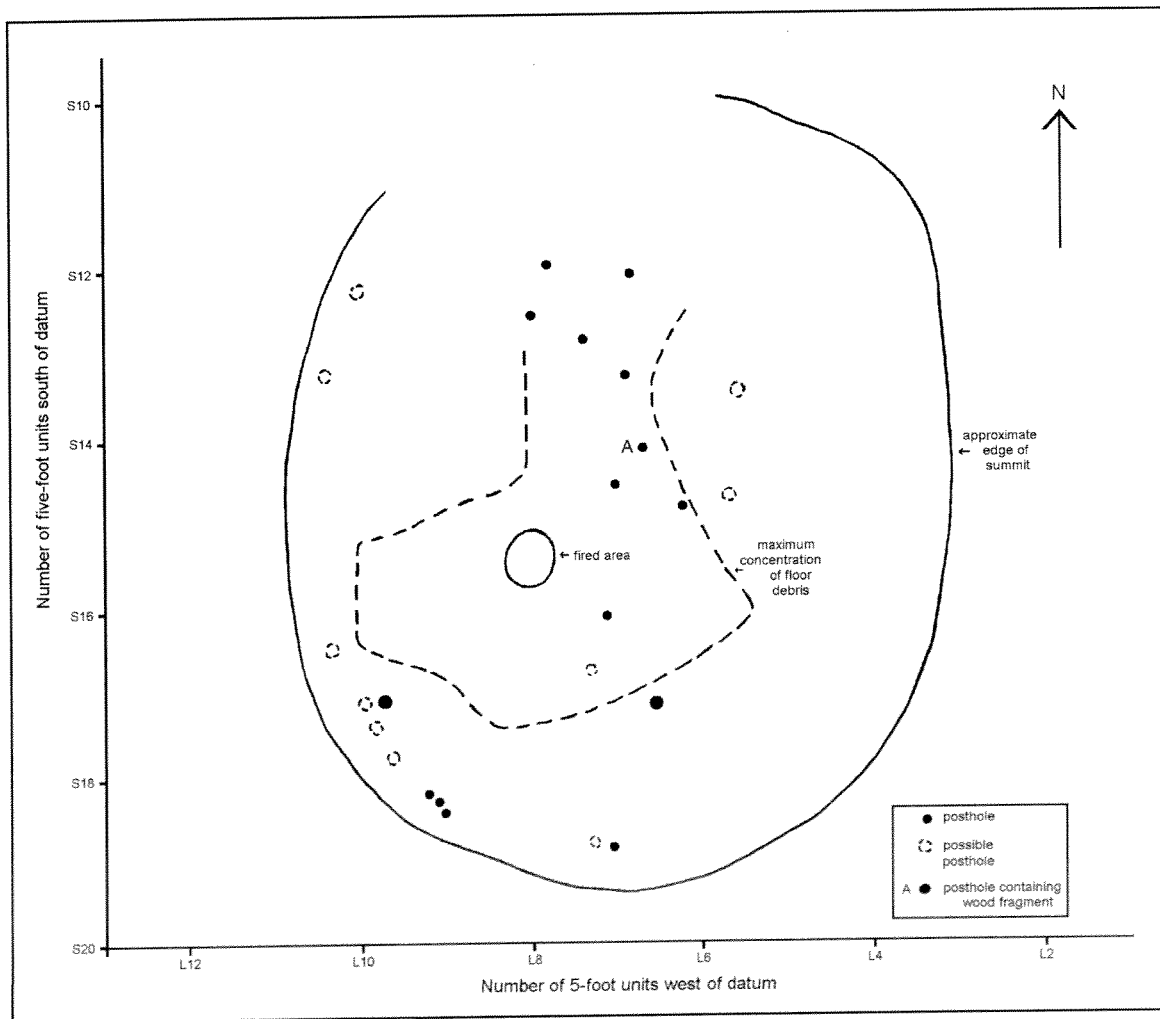 N
S10
S12
S14
S16
S18
S20
Number of five-foot units south of datum
A
approximate
edge of
summit
fired area
maximum
concentration
of floor
debris
posthole
possible
posthole
A posthole containing
wood fragment
L12 L10 L8 L6 L4 L2
Number of 5-foot units west of datum